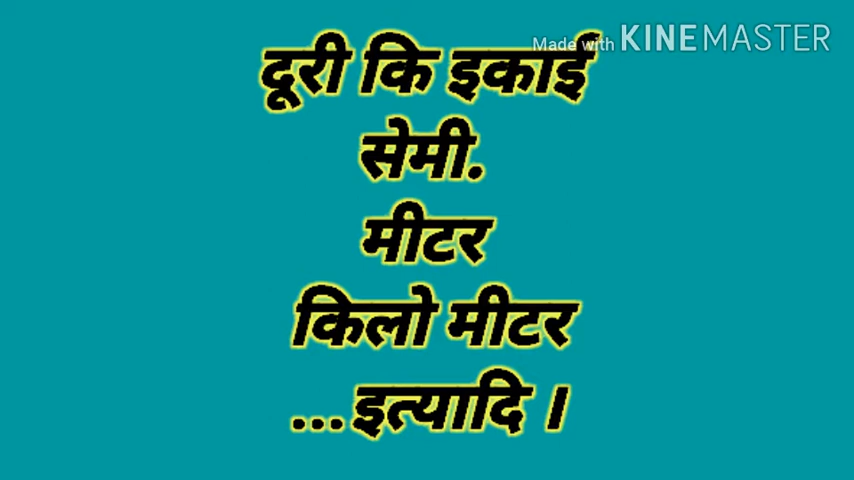 Made with KINEMASTER
दूरी कि इकाई
सेमी.
मीटर
किलो मीटर
...इत्यादि ।